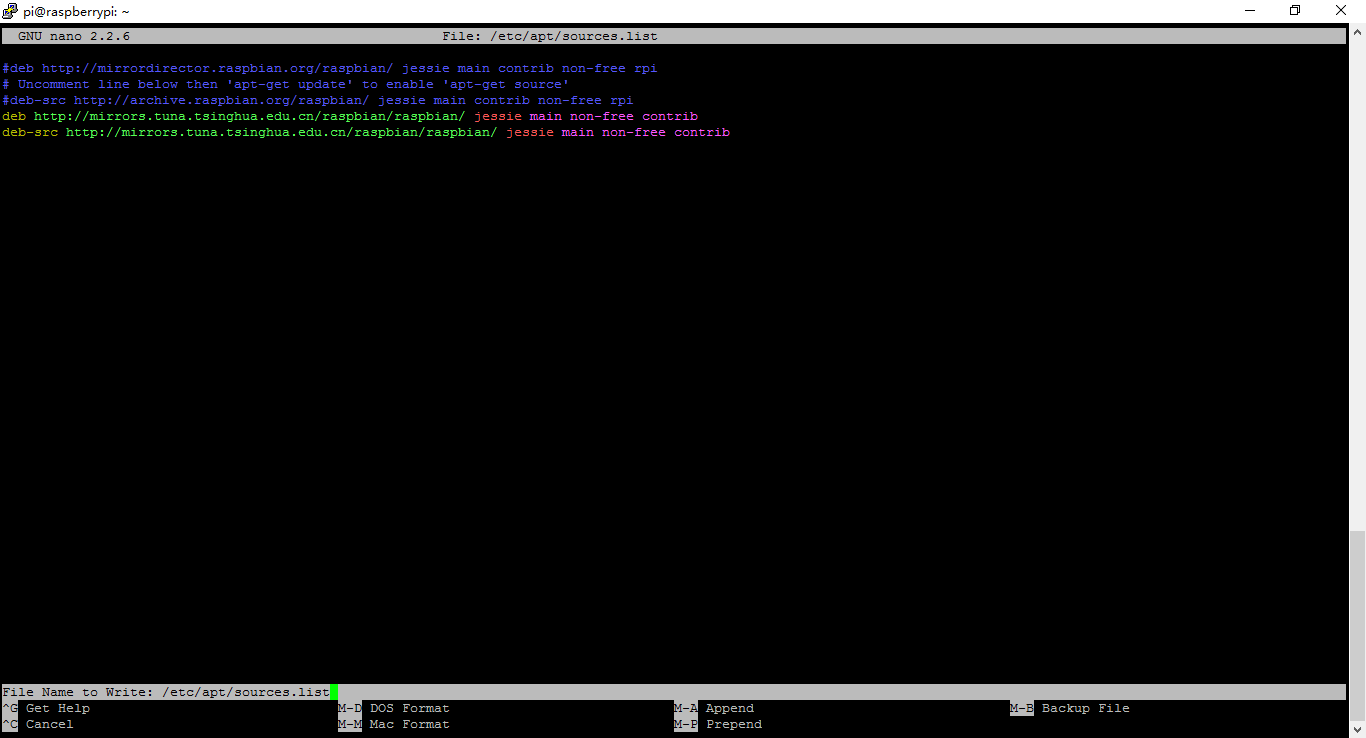 pi@raspberrypi: ~
GNU nano 2.2.6 File: /etc/apt/sources.list
#deb http://mirrordirector.raspbian.org/raspbian/ jessie main contrib non-free rpi
# Uncomment line below then 'apt-get update' to enable 'apt-get source'
#deb-src http://archive.raspbian.org/raspbian/ jessie main contrib non-free rpi
deb http://mirrors.tuna.tsinghua.edu.cn/raspbian/raspbian/ jessie main non-free contrib
deb-src http://mirrors.tuna.tsinghua.edu.cn/raspbian/raspbian/ jessie main non-free contrib
File Name to Write: /etc/apt/sources.list
^G Get Help M-D DOS Format M-A Append M-B Backup File
^C Cancel M-M Mac Format M-P Prepend